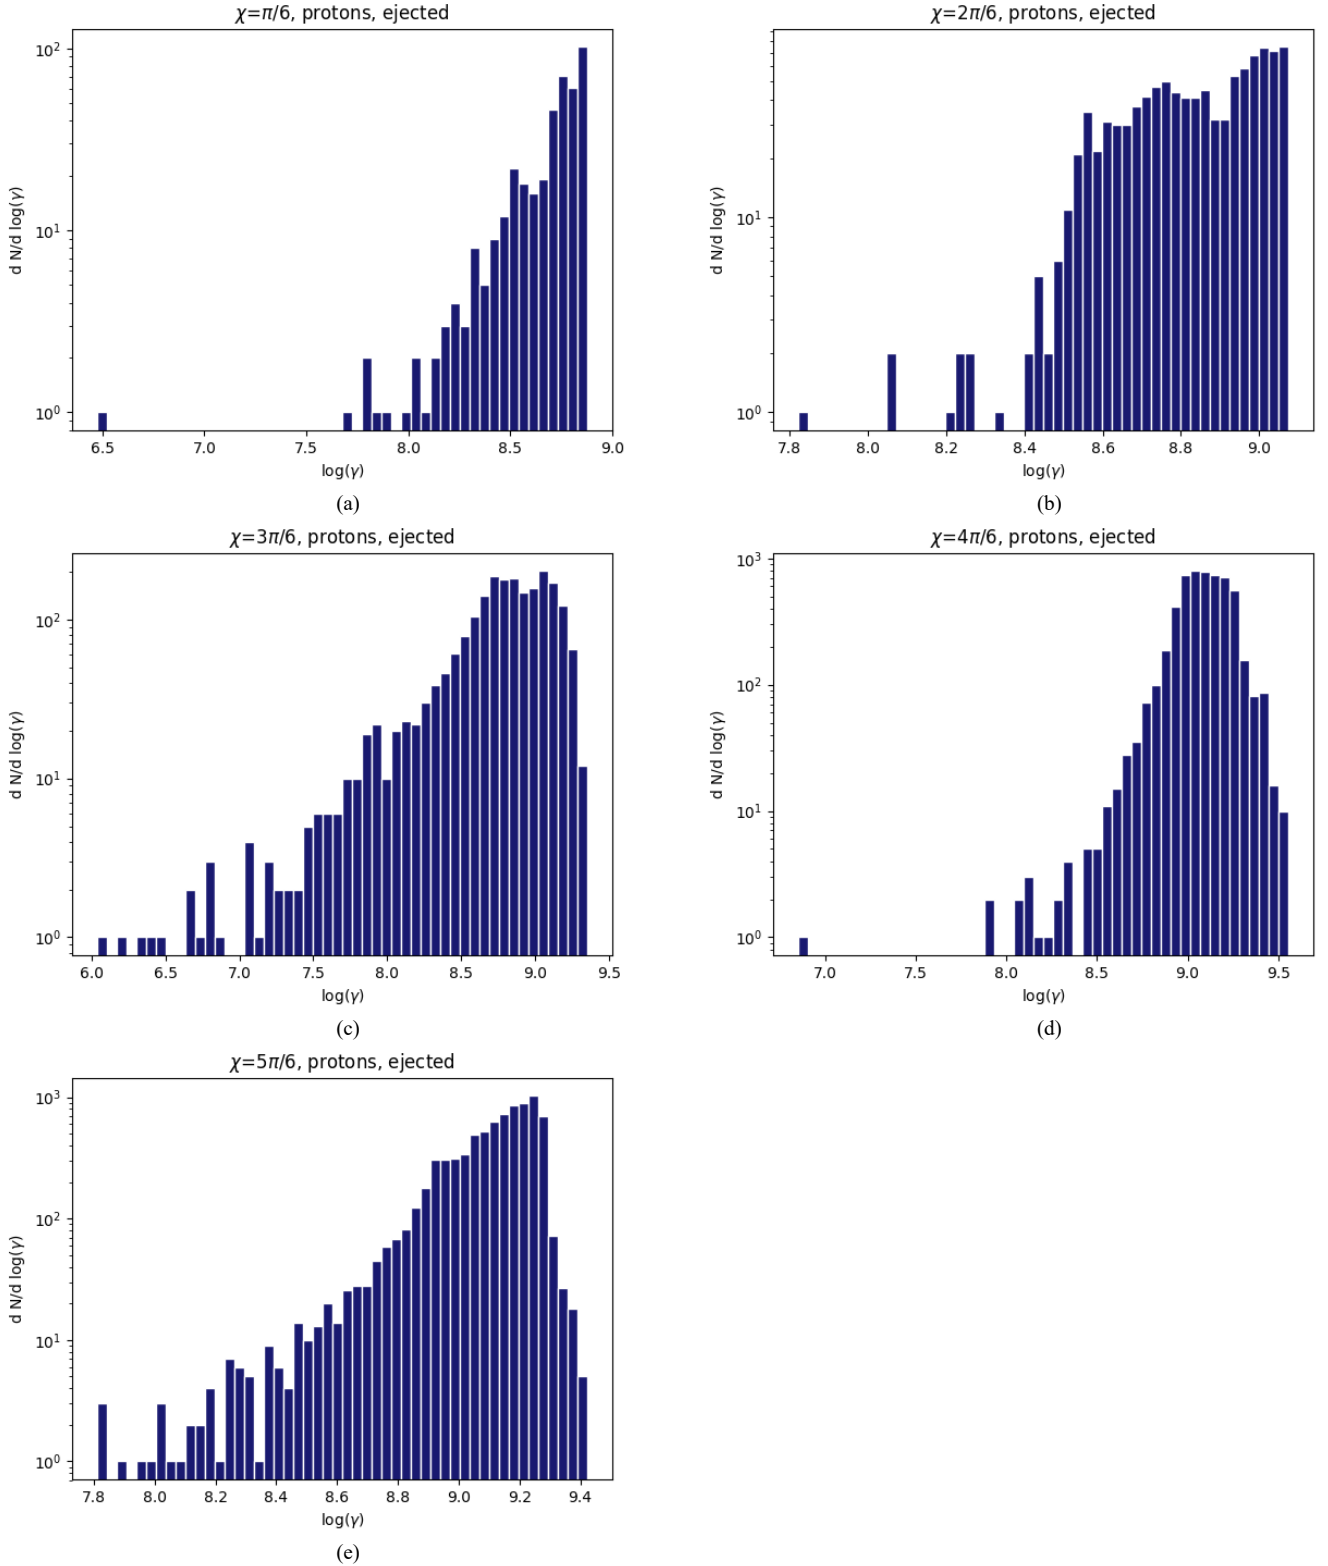 χ=π/6, protons, ejected
10²
10¹
10⁰
d N/d log(γ)
6.5 7.0 7.5 8.0 8.5 9.0
log(γ)
(a)
χ=2π/6, protons, ejected
10¹
10⁰
d N/d log(γ)
7.8 8.0 8.2 8.4 8.6 8.8 9.0
log(γ)
(b)
χ=3π/6, protons, ejected
10²
10¹
10⁰
d N/d log(γ)
6.0 6.5 7.0 7.5 8.0 8.5 9.0 9.5
log(γ)
(c)
χ=4π/6, protons, ejected
10³
10²
10¹
10⁰
d N/d log(γ)
7.0 7.5 8.0 8.5 9.0 9.5
log(γ)
(d)
χ=5π/6, protons, ejected
10³
10²
10¹
10⁰
d N/d log(γ)
7.8 8.0 8.2 8.4 8.6 8.8 9.0 9.2 9.4
log(γ)
(e)